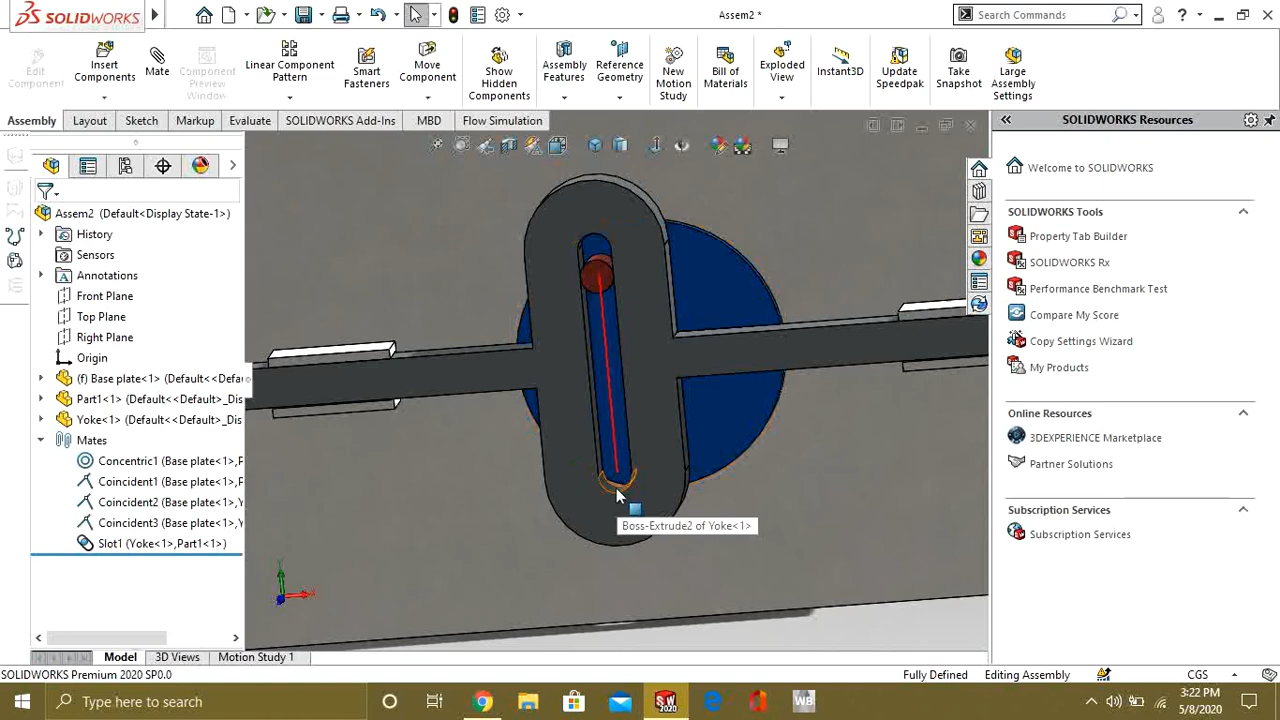 SOLIDWORKS
Assem2 *
Search Commands
Edit Component
Insert Components
Mate
Component Preview Window
Linear Component Pattern
Smart Fasteners
Move Component
Show Hidden Components
Assembly Features
Reference Geometry
New Motion Study
Bill of Materials
Exploded View
Instant3D
Update Speedpak
Take Snapshot
Large Assembly Settings
Assembly
Layout
Sketch
Markup
Evaluate
SOLIDWORKS Add-Ins
MBD
Flow Simulation
Assem2 (Default<Display State-1>)
History
Sensors
Annotations
Front Plane
Top Plane
Right Plane
Origin
(f) Base plate<1> (Default<<Defau
Part1<1> (Default<<Default>_Dis
Yoke<1> (Default<<Default>_Dis
Mates
Concentric1 (Base plate<1>,P
Coincident1 (Base plate<1>,P
Coincident2 (Base plate<1>,Y
Coincident3 (Base plate<1>,Y
Slot1 (Yoke<1>,Part1<1>)
Boss-Extrude2 of Yoke<1>
SOLIDWORKS Resources
Welcome to SOLIDWORKS
SOLIDWORKS Tools
Property Tab Builder
SOLIDWORKS Rx
Performance Benchmark Test
Compare My Score
Copy Settings Wizard
My Products
Online Resources
3DEXPERIENCE Marketplace
Partner Solutions
Subscription Services
Subscription Services
Model
3D Views
Motion Study 1
SOLIDWORKS Premium 2020 SP0.0
Fully Defined
Editing Assembly
CGS
Type here to search
SW 2020
WB
3:22 PM
5/8/2020